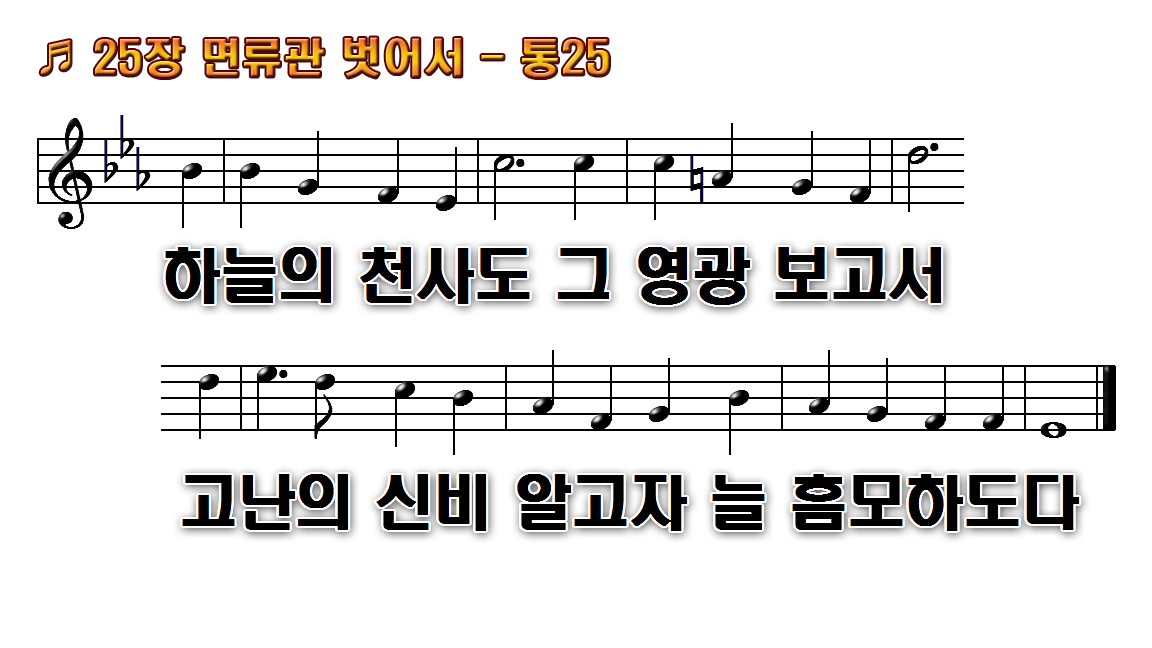 25장 면류관 벗어서 - 통25
하늘의 천사도 그 영광 보고서
고난의 신비 알고자 늘 흠모하도다